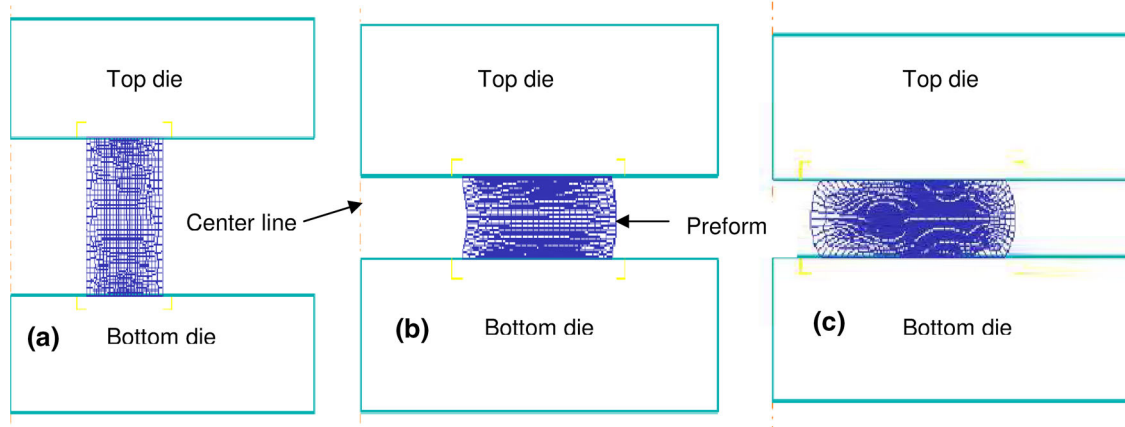 Top die
Top die
Top die
Center line
Preform
(a)
Bottom die
(b)
Bottom die
(c)
Bottom die